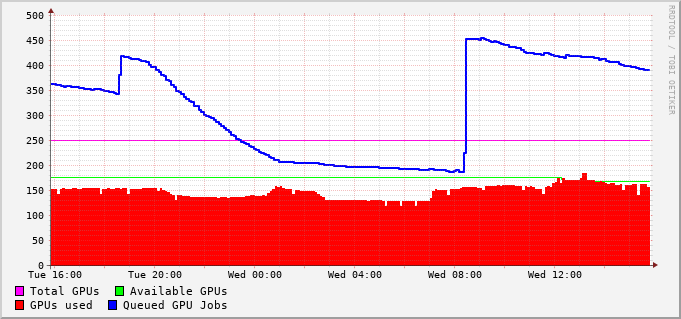 500
450
400
350
300
250
200
150
100
50
0
Tue 16:00 Tue 20:00 Wed 00:00 Wed 04:00 Wed 08:00 Wed 12:00
Total GPUs Available GPUs
GPUs used Queued GPU Jobs
RRDTOOL / TOBI OETIKER